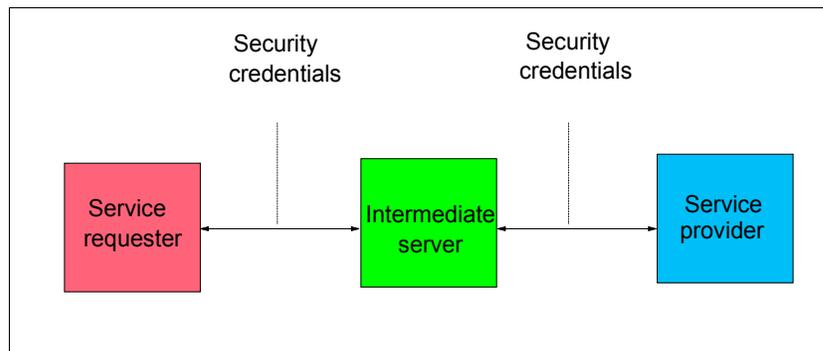 Security
credentials
Security
credentials
Service
requester
Intermediate
server
Service
provider